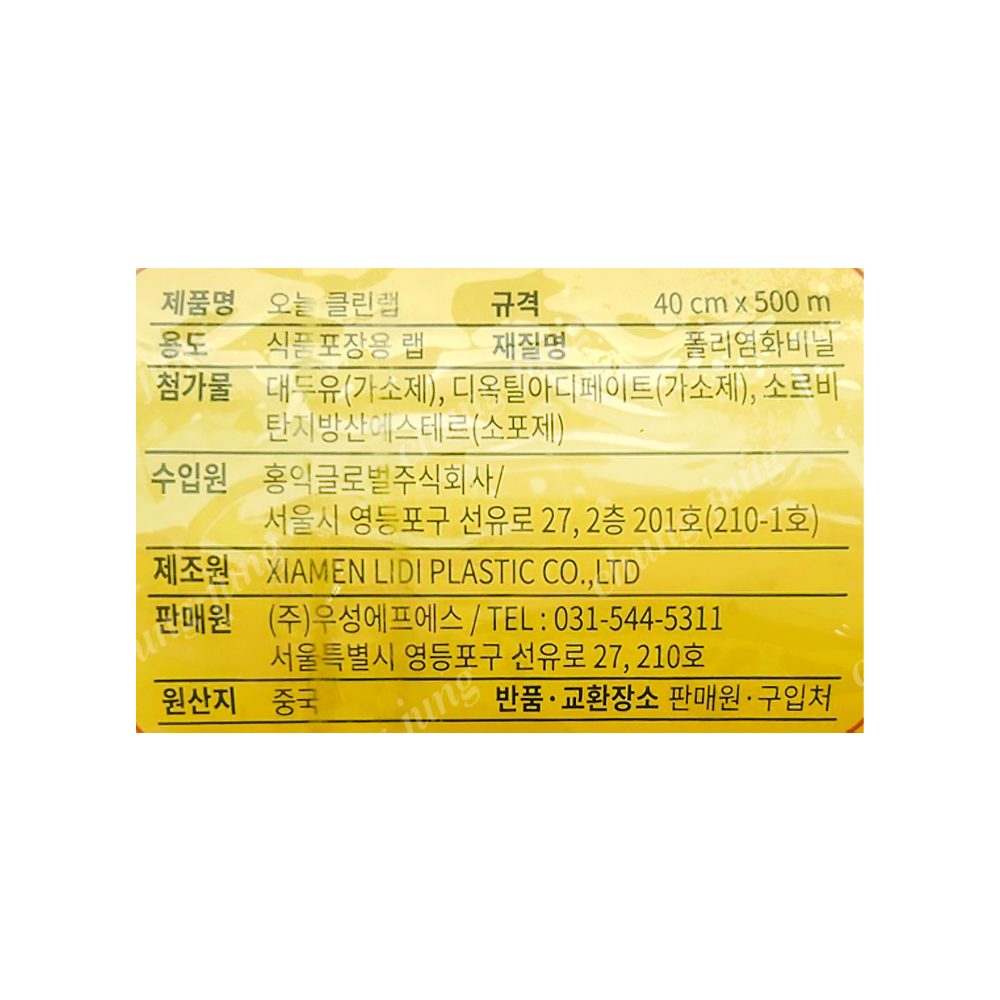 제품명 오늘 클린랩 규격 40 cm x 500 m
용도 식품포장용 랩 재질명 폴리염화비닐
첨가물 대두유(가소제), 디옥틸아디페이트(가소제), 소르비
탄지방산에스테르(소포제)
수입원 홍익글로벌주식회사/
서울시 영등포구 선유로 27, 2층 201호(210-1호)
제조원 XIAMEN LIDI PLASTIC CO.,LTD
판매원 (주)우성에프에스 / TEL : 031-544-5311
서울특별시 영등포구 선유로 27, 210호
원산지 중국 반품·교환장소 판매원·구입처
chung jung